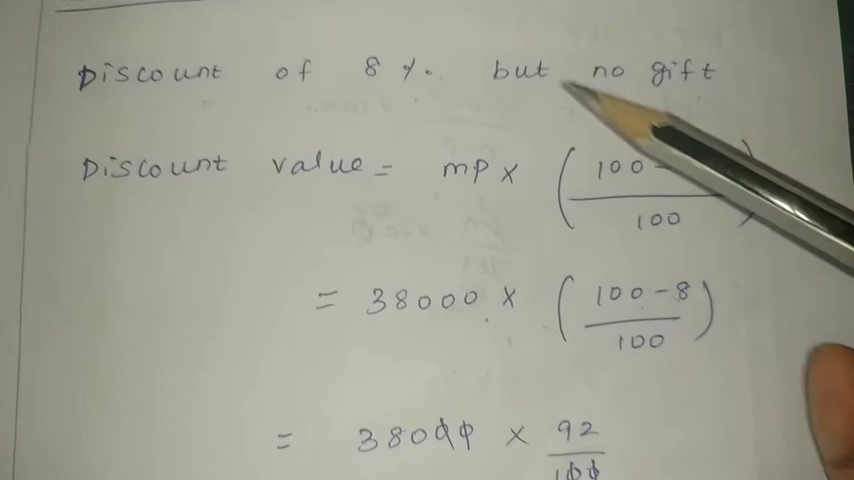 Discount of 8 %. but no gift
Discount value = mp x (100 -
100
= 38000 x (100 - 8)
100
= 38000 x 92
100